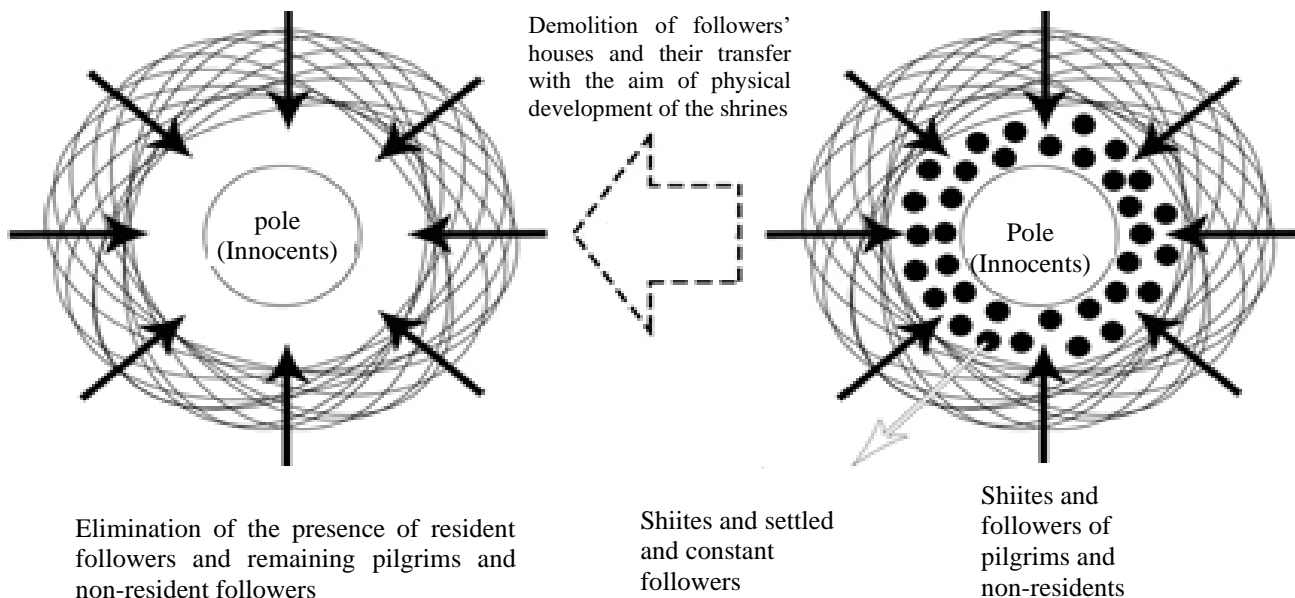 Demolition of followers’
houses and their transfer
with the aim of physical
development of the shrines
pole
(Innocents)
Pole
(Innocents)
Elimination of the presence of resident
followers and remaining pilgrims and
non-resident followers
Shiites and settled
and constant
followers
Shiites and
followers of
pilgrims and
non-residents